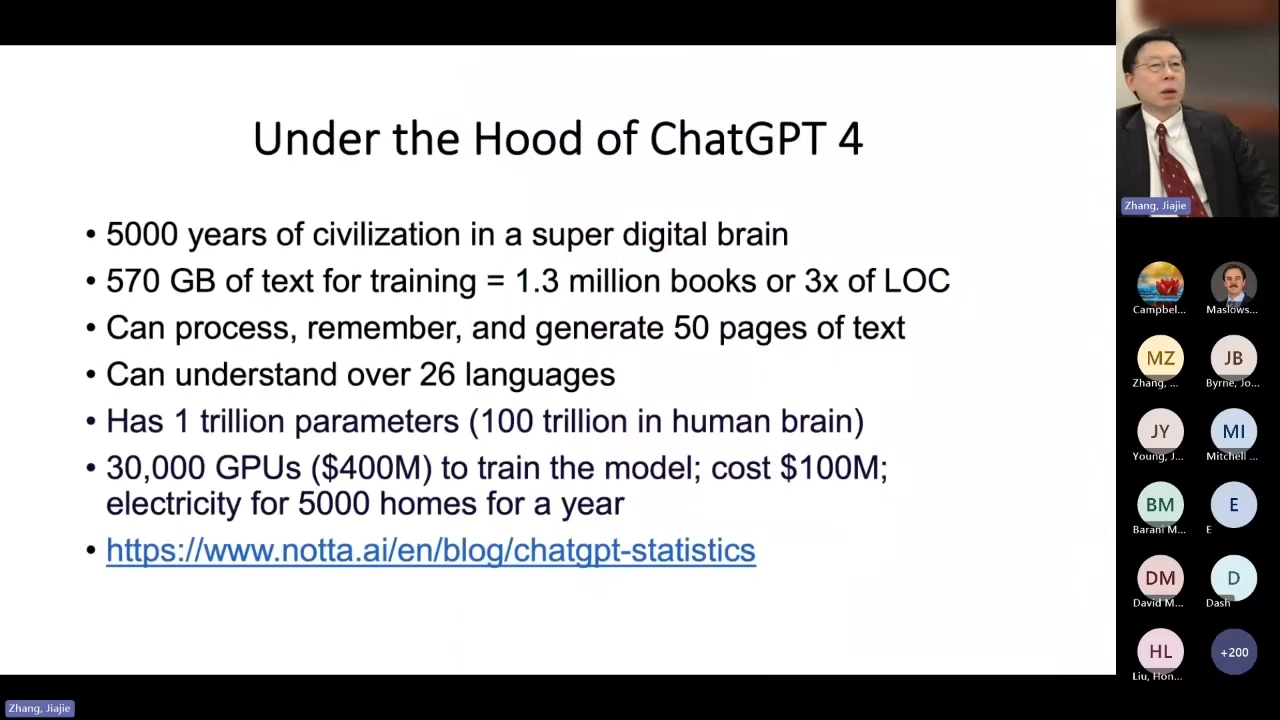 Under the Hood of ChatGPT 4
• 5000 years of civilization in a super digital brain
• 570 GB of text for training = 1.3 million books or 3x of LOC
• Can process, remember, and generate 50 pages of text
• Can understand over 26 languages
• Has 1 trillion parameters (100 trillion in human brain)
• 30,000 GPUs ($400M) to train the model; cost $100M;
electricity for 5000 homes for a year
• https://www.notta.ai/en/blog/chatgpt-statistics
Zhang, Jiajie
Campbel...
Maslows...
MZ
JB
Zhang, ...
Byrne, Jo...
JY
MI
Young, J...
Mitchell ...
BM
E
Barani M...
E
DM
D
David M...
Dash
HL
+200
Liu, Hon...
Zhang, Jiajie